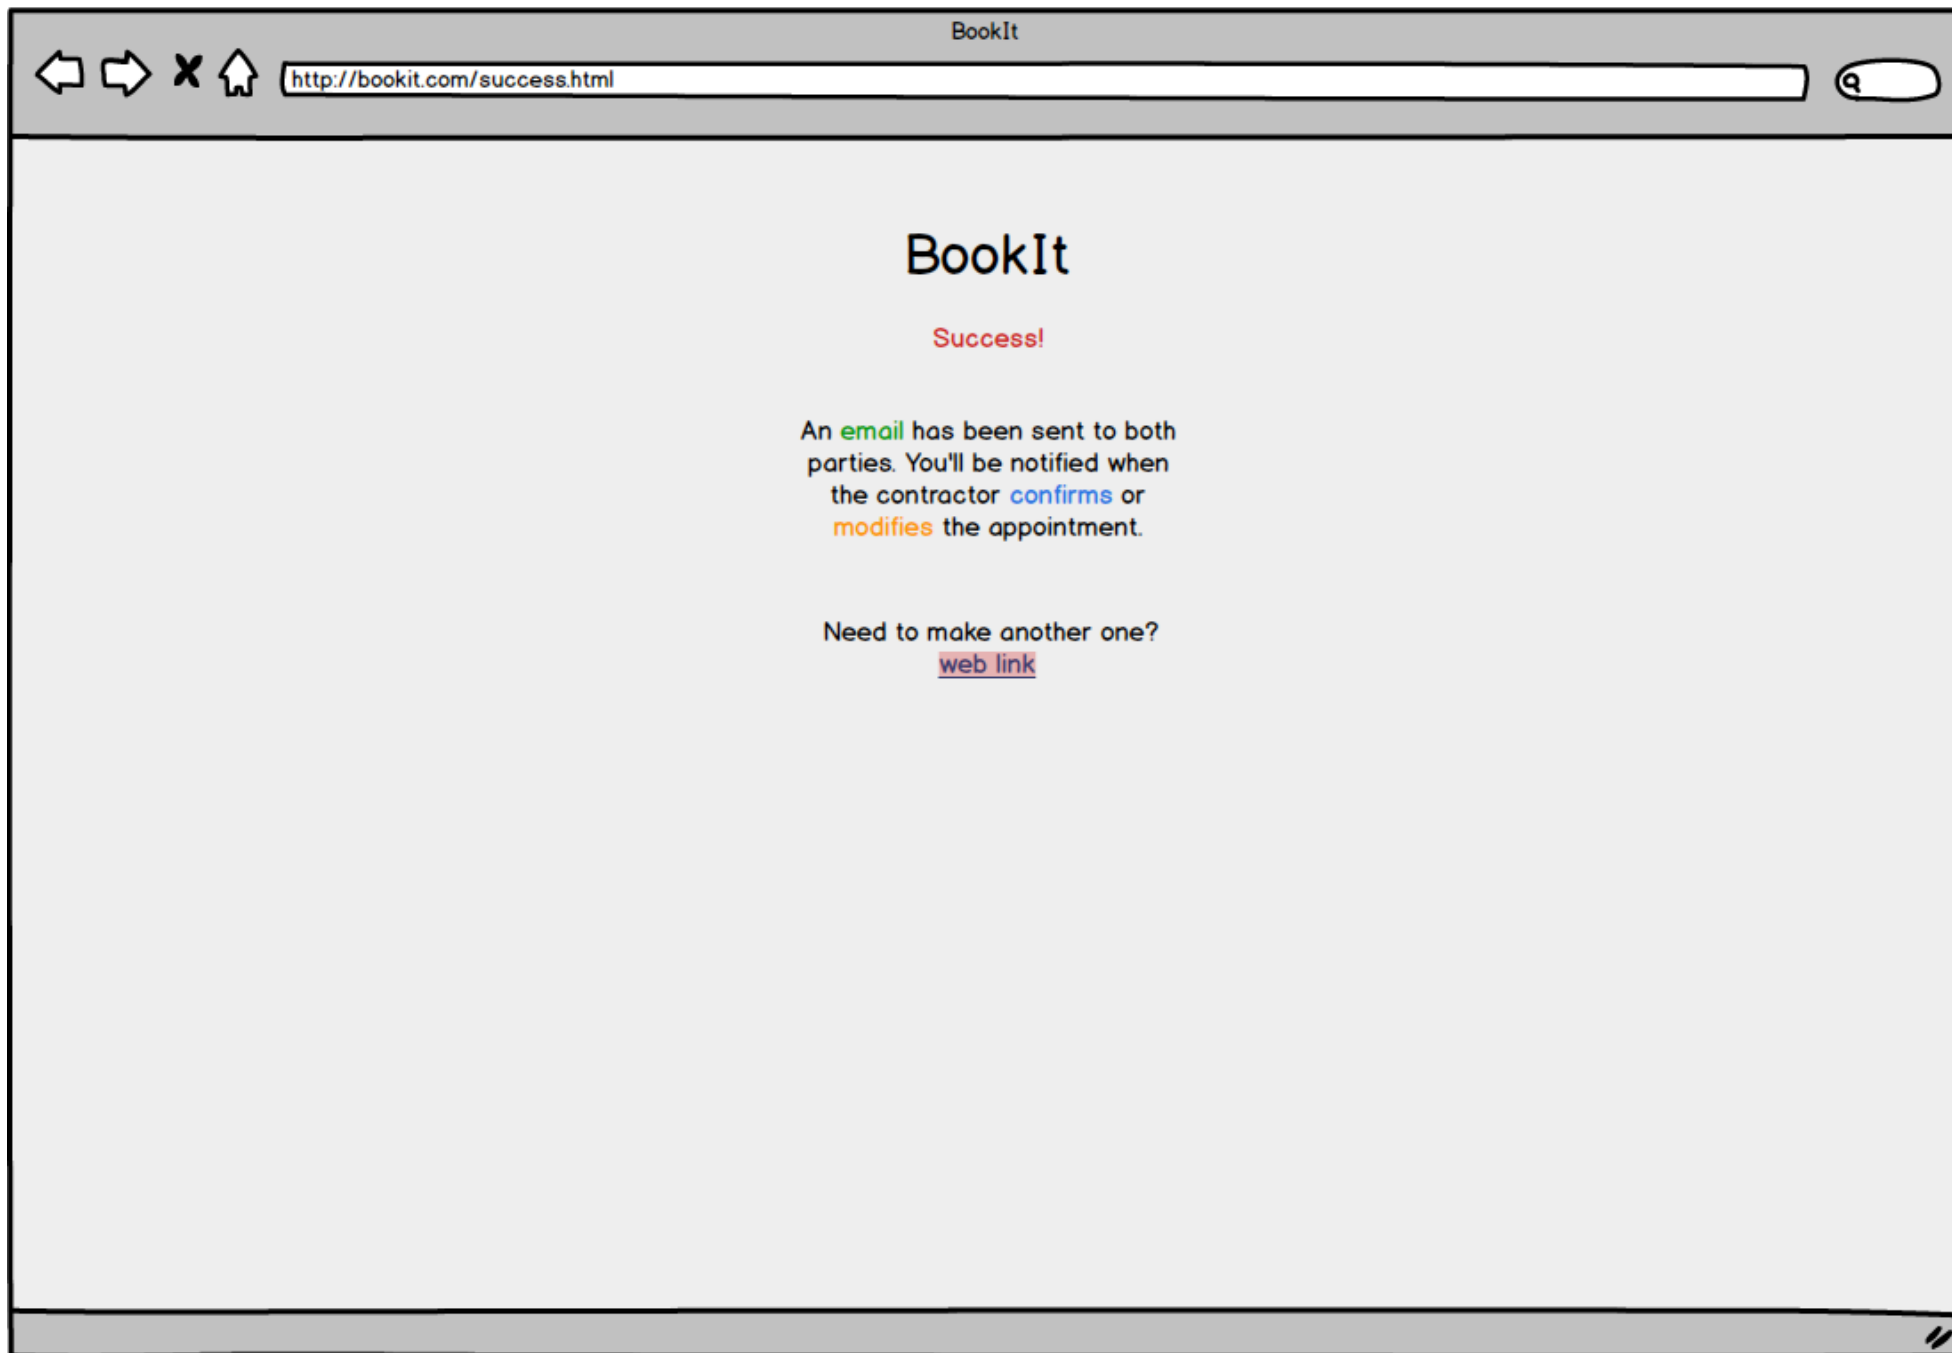 BookIt
http://bookit.com/success.html
BookIt
Success!
An email has been sent to both
parties. You'll be notified when
the contractor confirms or
modifies the appointment.
Need to make another one?
web link